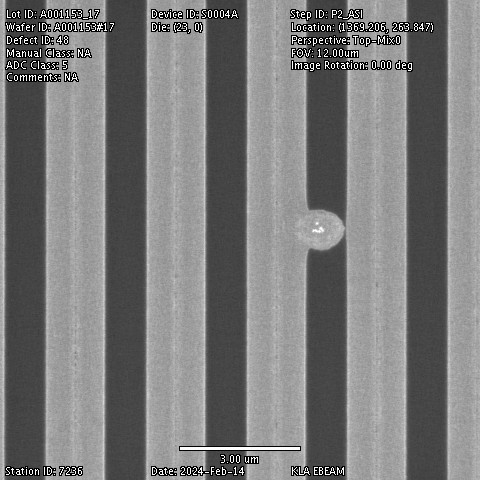 Lot ID: A001153_17
Wafer ID: A001153#17
Defect ID: 48
Manual Class: NA
ADC Class: 5
Comments: NA
Device ID: S0004A
Die: (23, 0)
Step ID: P2_ASI
Location: (1369.206, 263.847)
Perspective: Top-Mix0
FOV: 12.00um
Image Rotation: 0.00 deg
3.00 um
Station ID: 7236
Date: 2024-Feb-14
KLA EBEAM